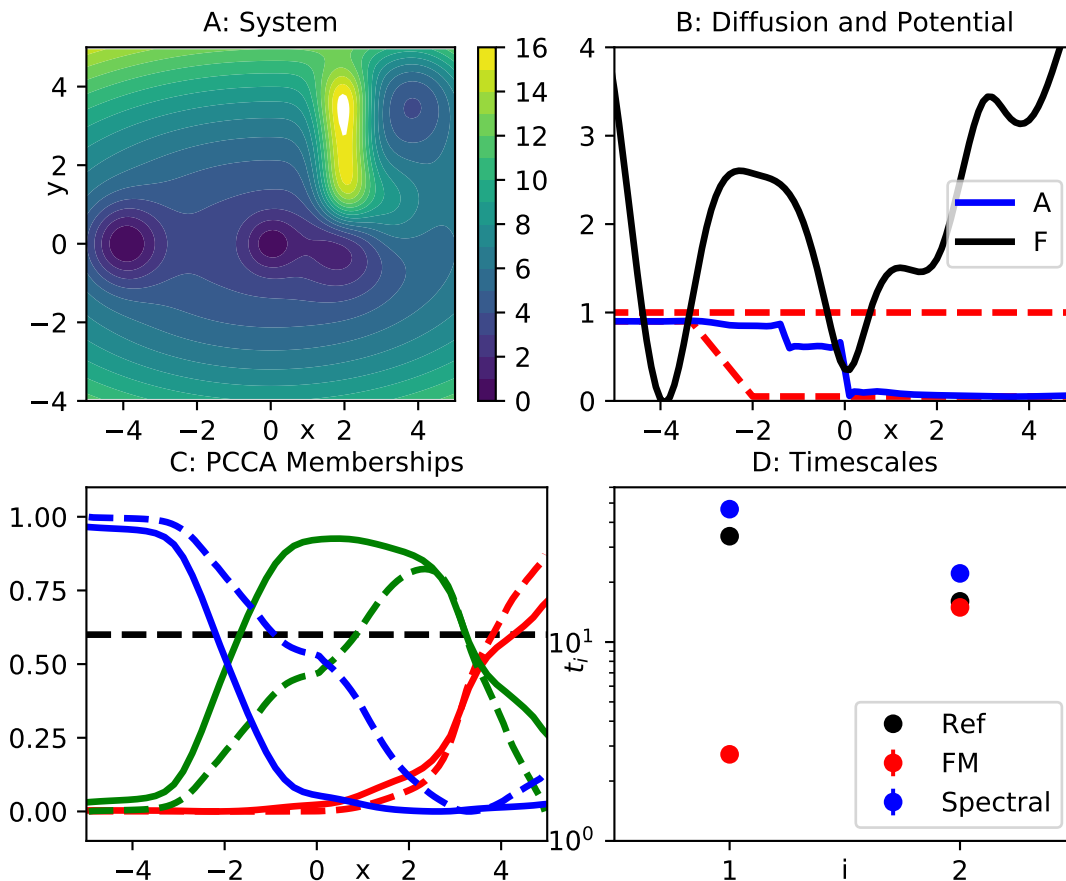 A: System
B: Diffusion and Potential
y
4
2
0
−2
−4
−4
−2
0
x
2
4
16
14
12
10
8
6
4
2
0
4
3
2
1
0
A
F
−4
−2
0
x
2
4
C: PCCA Memberships
D: Timescales
1.00
0.75
0.50
0.25
0.00
−4
−2
0
x
2
4
tᵢ
10¹
10⁰
Ref
FM
Spectral
1
i
2